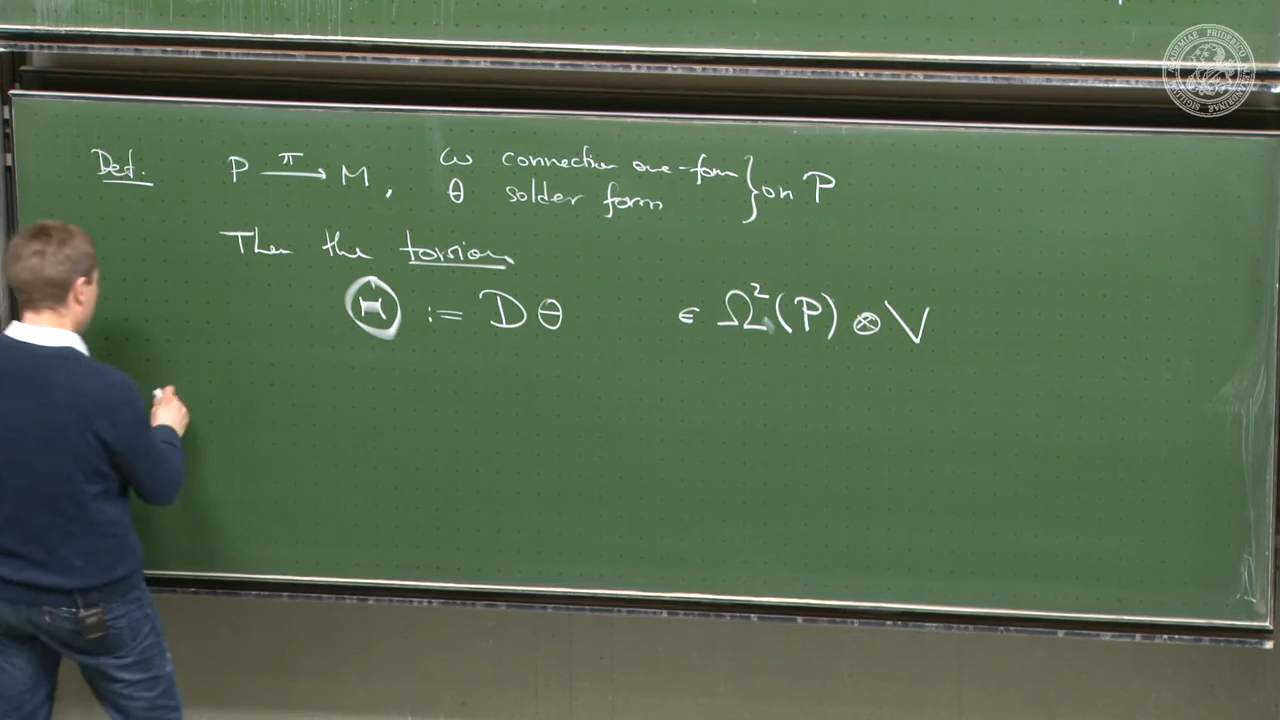 Def. P —π→ M, ω connection one-form } on P
θ solder form
Then the torsion
Θ := Dθ ∈ Ω²(P) ⊗ V